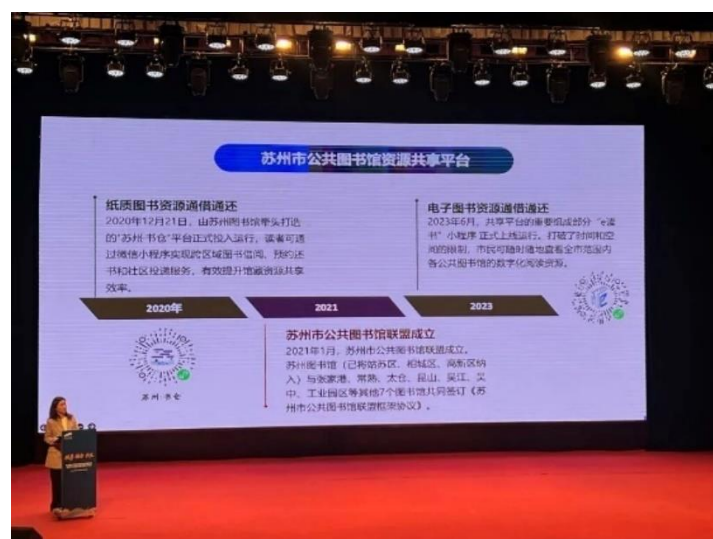 苏州市公共图书馆资源共享平台
纸质图书资源通借通还
2020年12月21日，由苏州图书馆牵头打造
的“苏州·书仓”平台正式投入运行，读者可通
过微信小程序实现跨区域图书借阅、预约还
书和社区投递服务，有效提升馆藏资源共享
效率。
电子图书资源通借通还
2023年6月，共享平台的重要组成部分“e读
书”小程序正式上线运行。打破了时间和空
间的限制，市民可随时随地查看全市范围内
各公共图书馆的数字化阅读资源。
2020年
2021
2023
苏州市公共图书馆联盟成立
2021年1月，苏州市公共图书馆联盟成立。
苏州图书馆（已将姑苏区、相城区、高新区纳
入）与张家港、常熟、太仓、昆山、吴江、吴
中、工业园区等其他7个图书馆共同签订《苏
州市公共图书馆联盟框架协议》。
苏州·书仓